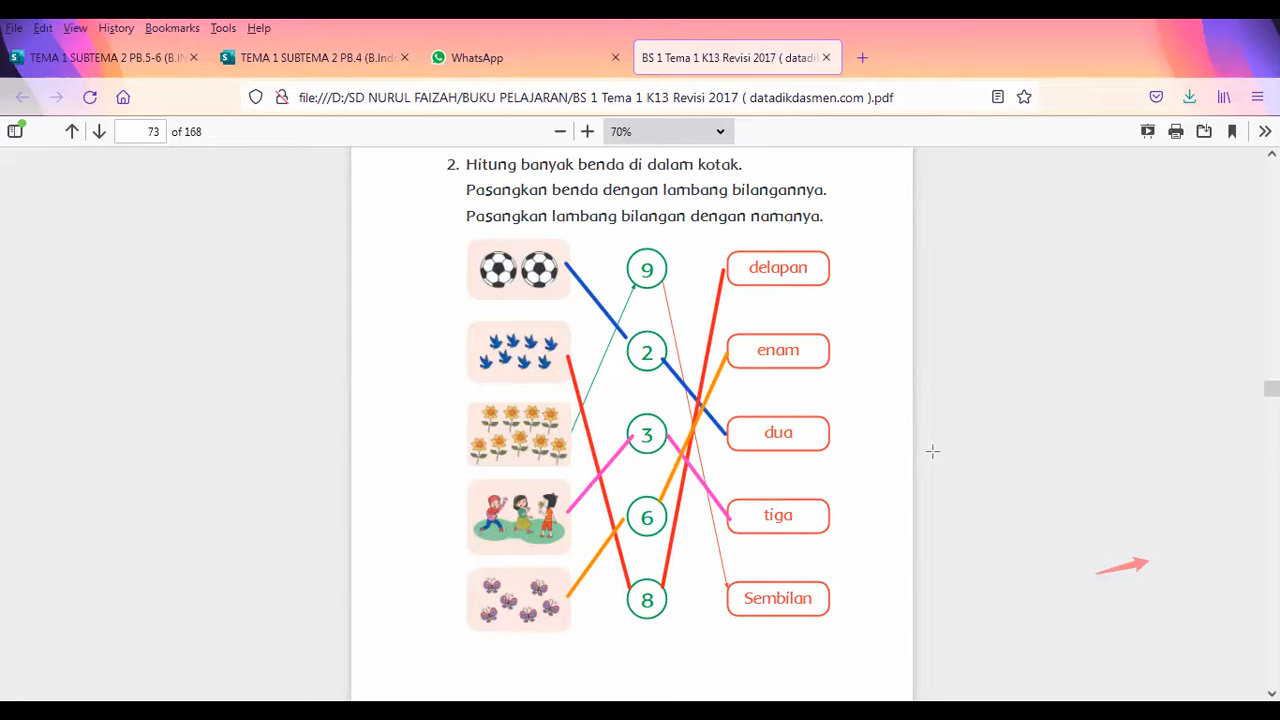 File Edit View History Bookmarks Tools Help
TEMA 1 SUBTEMA 2 PB.5-6 (B.IN
TEMA 1 SUBTEMA 2 PB.4 (B.Ind
WhatsApp
BS 1 Tema 1 K13 Revisi 2017 ( datadil
file:///D:/SD NURUL FAIZAH/BUKU PELAJARAN/BS 1 Tema 1 K13 Revisi 2017 ( datadikdasmen.com ).pdf
73 of 168
70%
2. Hitung banyak benda di dalam kotak.
Pasangkan benda dengan lambang bilangannya.
Pasangkan lambang bilangan dengan namanya.
9 delapan
2 enam
3 dua
6 tiga
8 Sembilan